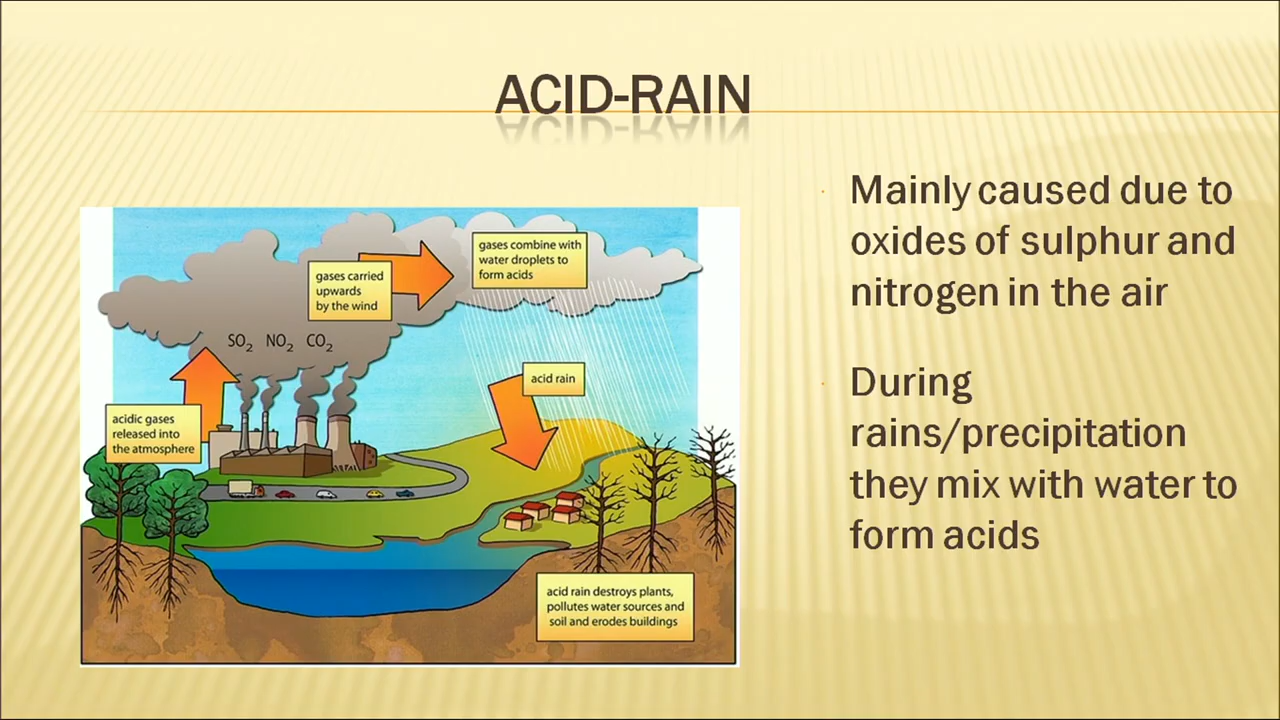 ACID-RAIN
gases combine with
water droplets to
form acids
gases carried
upwards
by the wind
SO₂ NO₂ CO₂
acid rain
acidic gases
released into
the atmosphere
acid rain destroys plants,
pollutes water sources and
soil and erodes buildings
Mainly caused due to
oxides of sulphur and
nitrogen in the air
During
rains/precipitation
they mix with water to
form acids